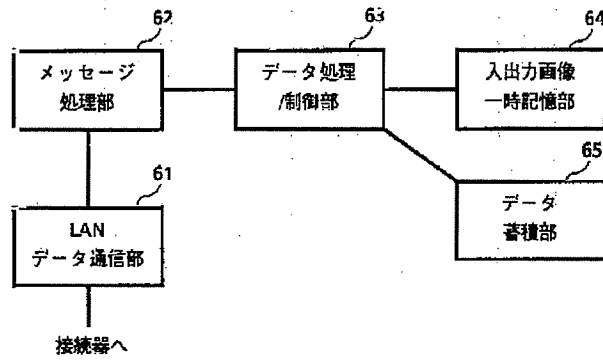 62
メッセージ
処理部
63
データ処理
/制御部
64
入出力画像
一時記憶部
65
データ
蓄積部
61
LAN
データ通信部
接続器へ